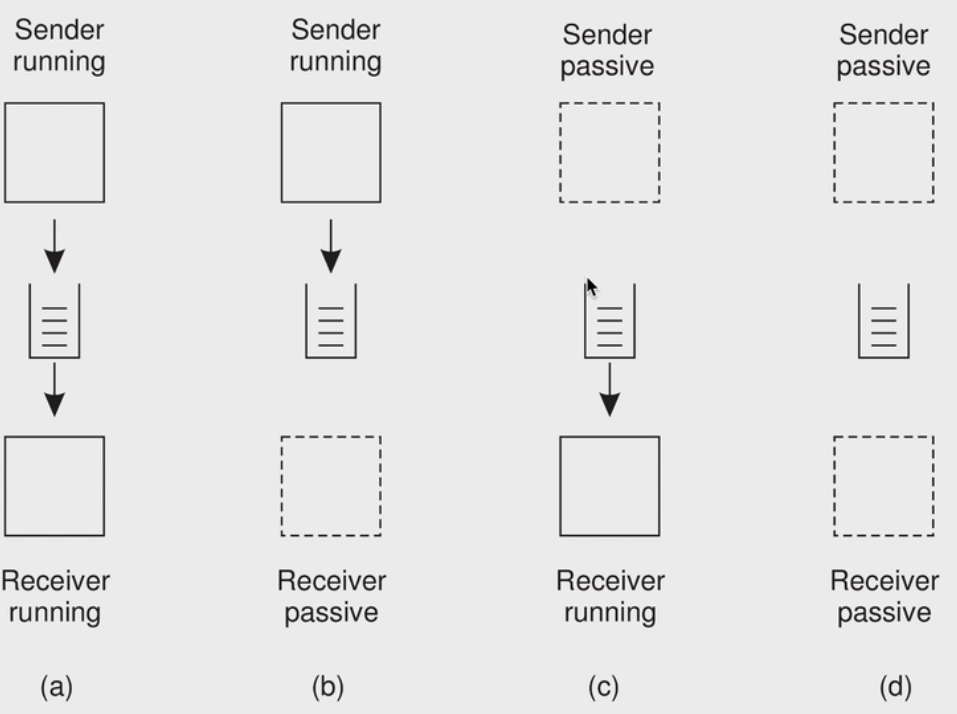 Sender
running
Sender
running
Sender
passive
Sender
passive
Receiver
running
Receiver
passive
Receiver
running
Receiver
passive
(a)
(b)
(c)
(d)